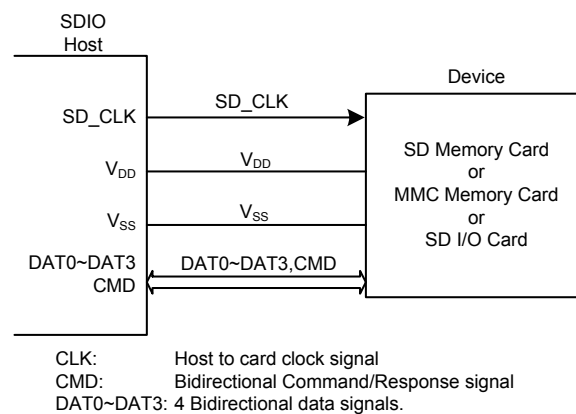 SDIO
Host
Device
SD_CLK
SD_CLK
SD Memory Card
or
MMC Memory Card
or
SD I/O Card
VDD
VDD
VSS
VSS
DAT0~DAT3
CMD
DAT0~DAT3,CMD
CLK: Host to card clock signal
CMD: Bidirectional Command/Response signal
DAT0~DAT3: 4 Bidirectional data signals.